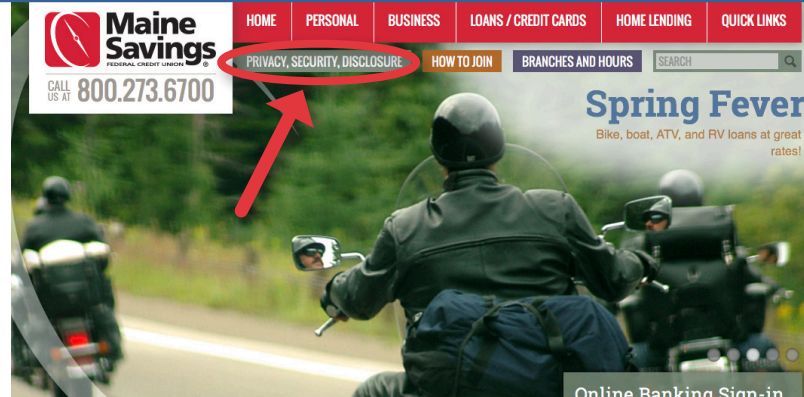 Maine
Savings
FEDERAL CREDIT UNION
CALL
US AT
800.273.6700
HOME
PERSONAL
BUSINESS
LOANS / CREDIT CARDS
HOME LENDING
QUICK LINKS
PRIVACY, SECURITY, DISCLOSURE
HOW TO JOIN
BRANCHES AND HOURS
SEARCH
Spring Fever
Bike, boat, ATV, and RV loans at great
rates!
Online Banking Sign-in